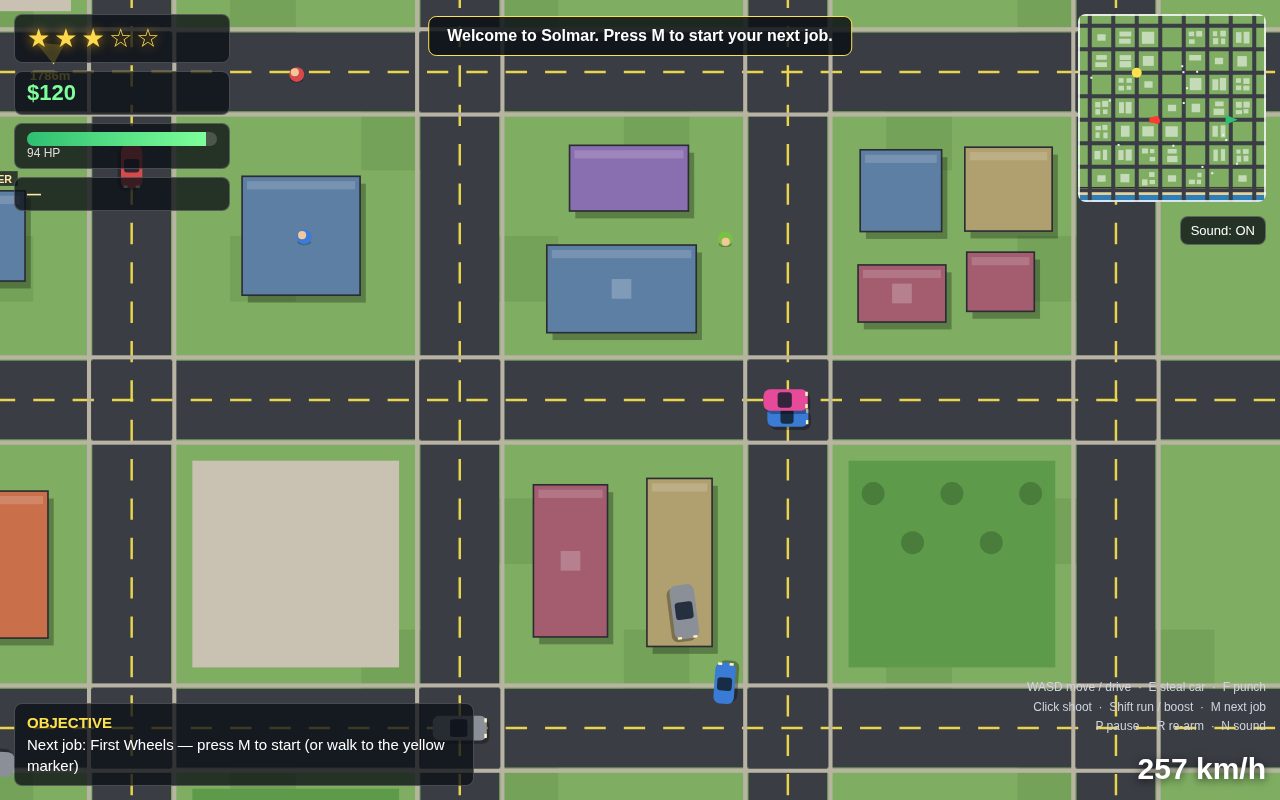 ★★★☆☆
Welcome to Solmar. Press M to start your next job.
1786m
$120
94 HP
ER
—
Sound: ON
WASD move / drive · E steal car · F punch
Click shoot · Shift run / boost · M next job
P pause · R re-arm · N sound
OBJECTIVE
Next job: First Wheels — press M to start (or walk to the yellow
marker)
257 km/h